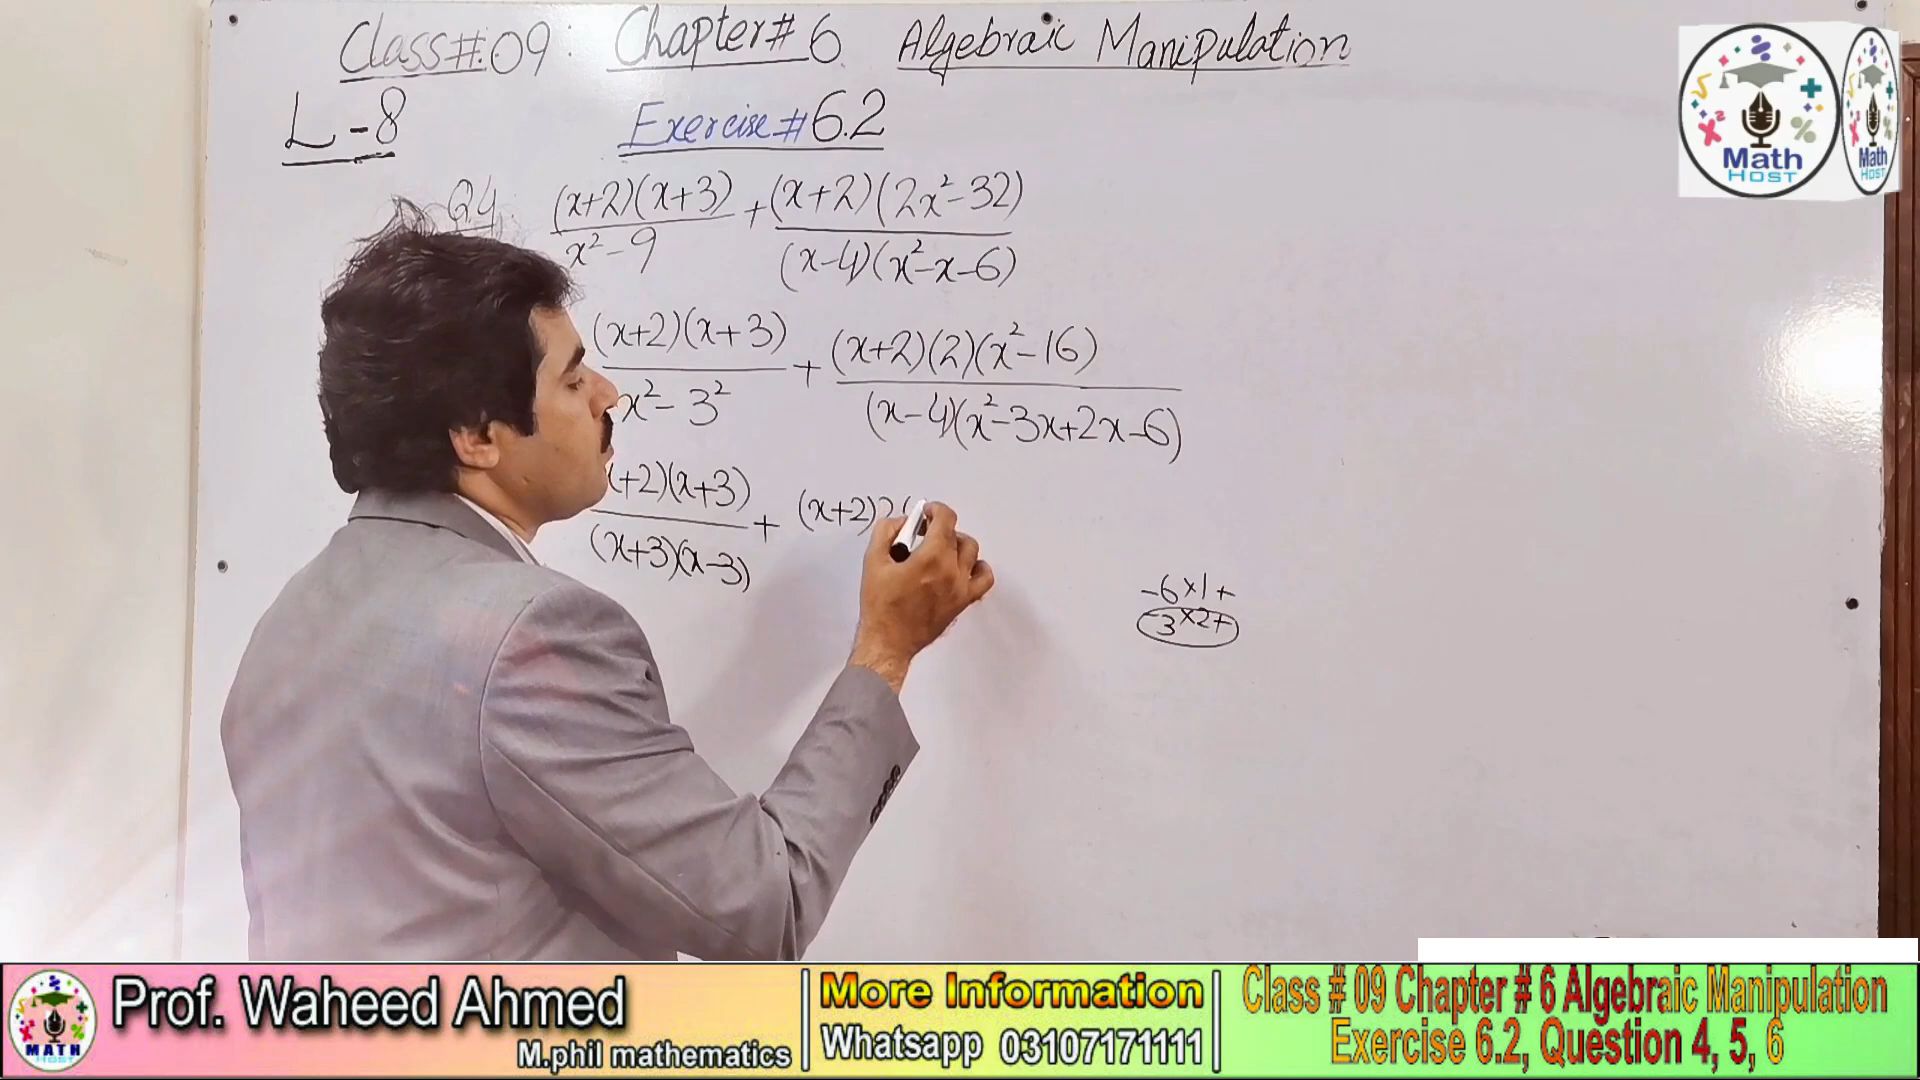 Class#:09: Chapter# 6. Algebraic Manipulation
L-8
Exercise# 6.2
Q4. (x+2)(x+3) + (x+2)(2x²-32)
x²-9 (x-4)(x²-x-6)
(x+2)(x+3) + (x+2)(2)(x²-16)
x²-3² (x-4)(x²-3x+2x-6)
x+2)(x+3) + (x+2)2(
(x+3)(x-3)
-6×1+
-3×2+
Math
HOST
Math
HOST
MATH
HOST
Prof. Waheed Ahmed
M.phil mathematics
More Information
Whatsapp 03107171111
Class # 09 Chapter # 6 Algebraic Manipulation
Exercise 6.2, Question 4, 5, 6